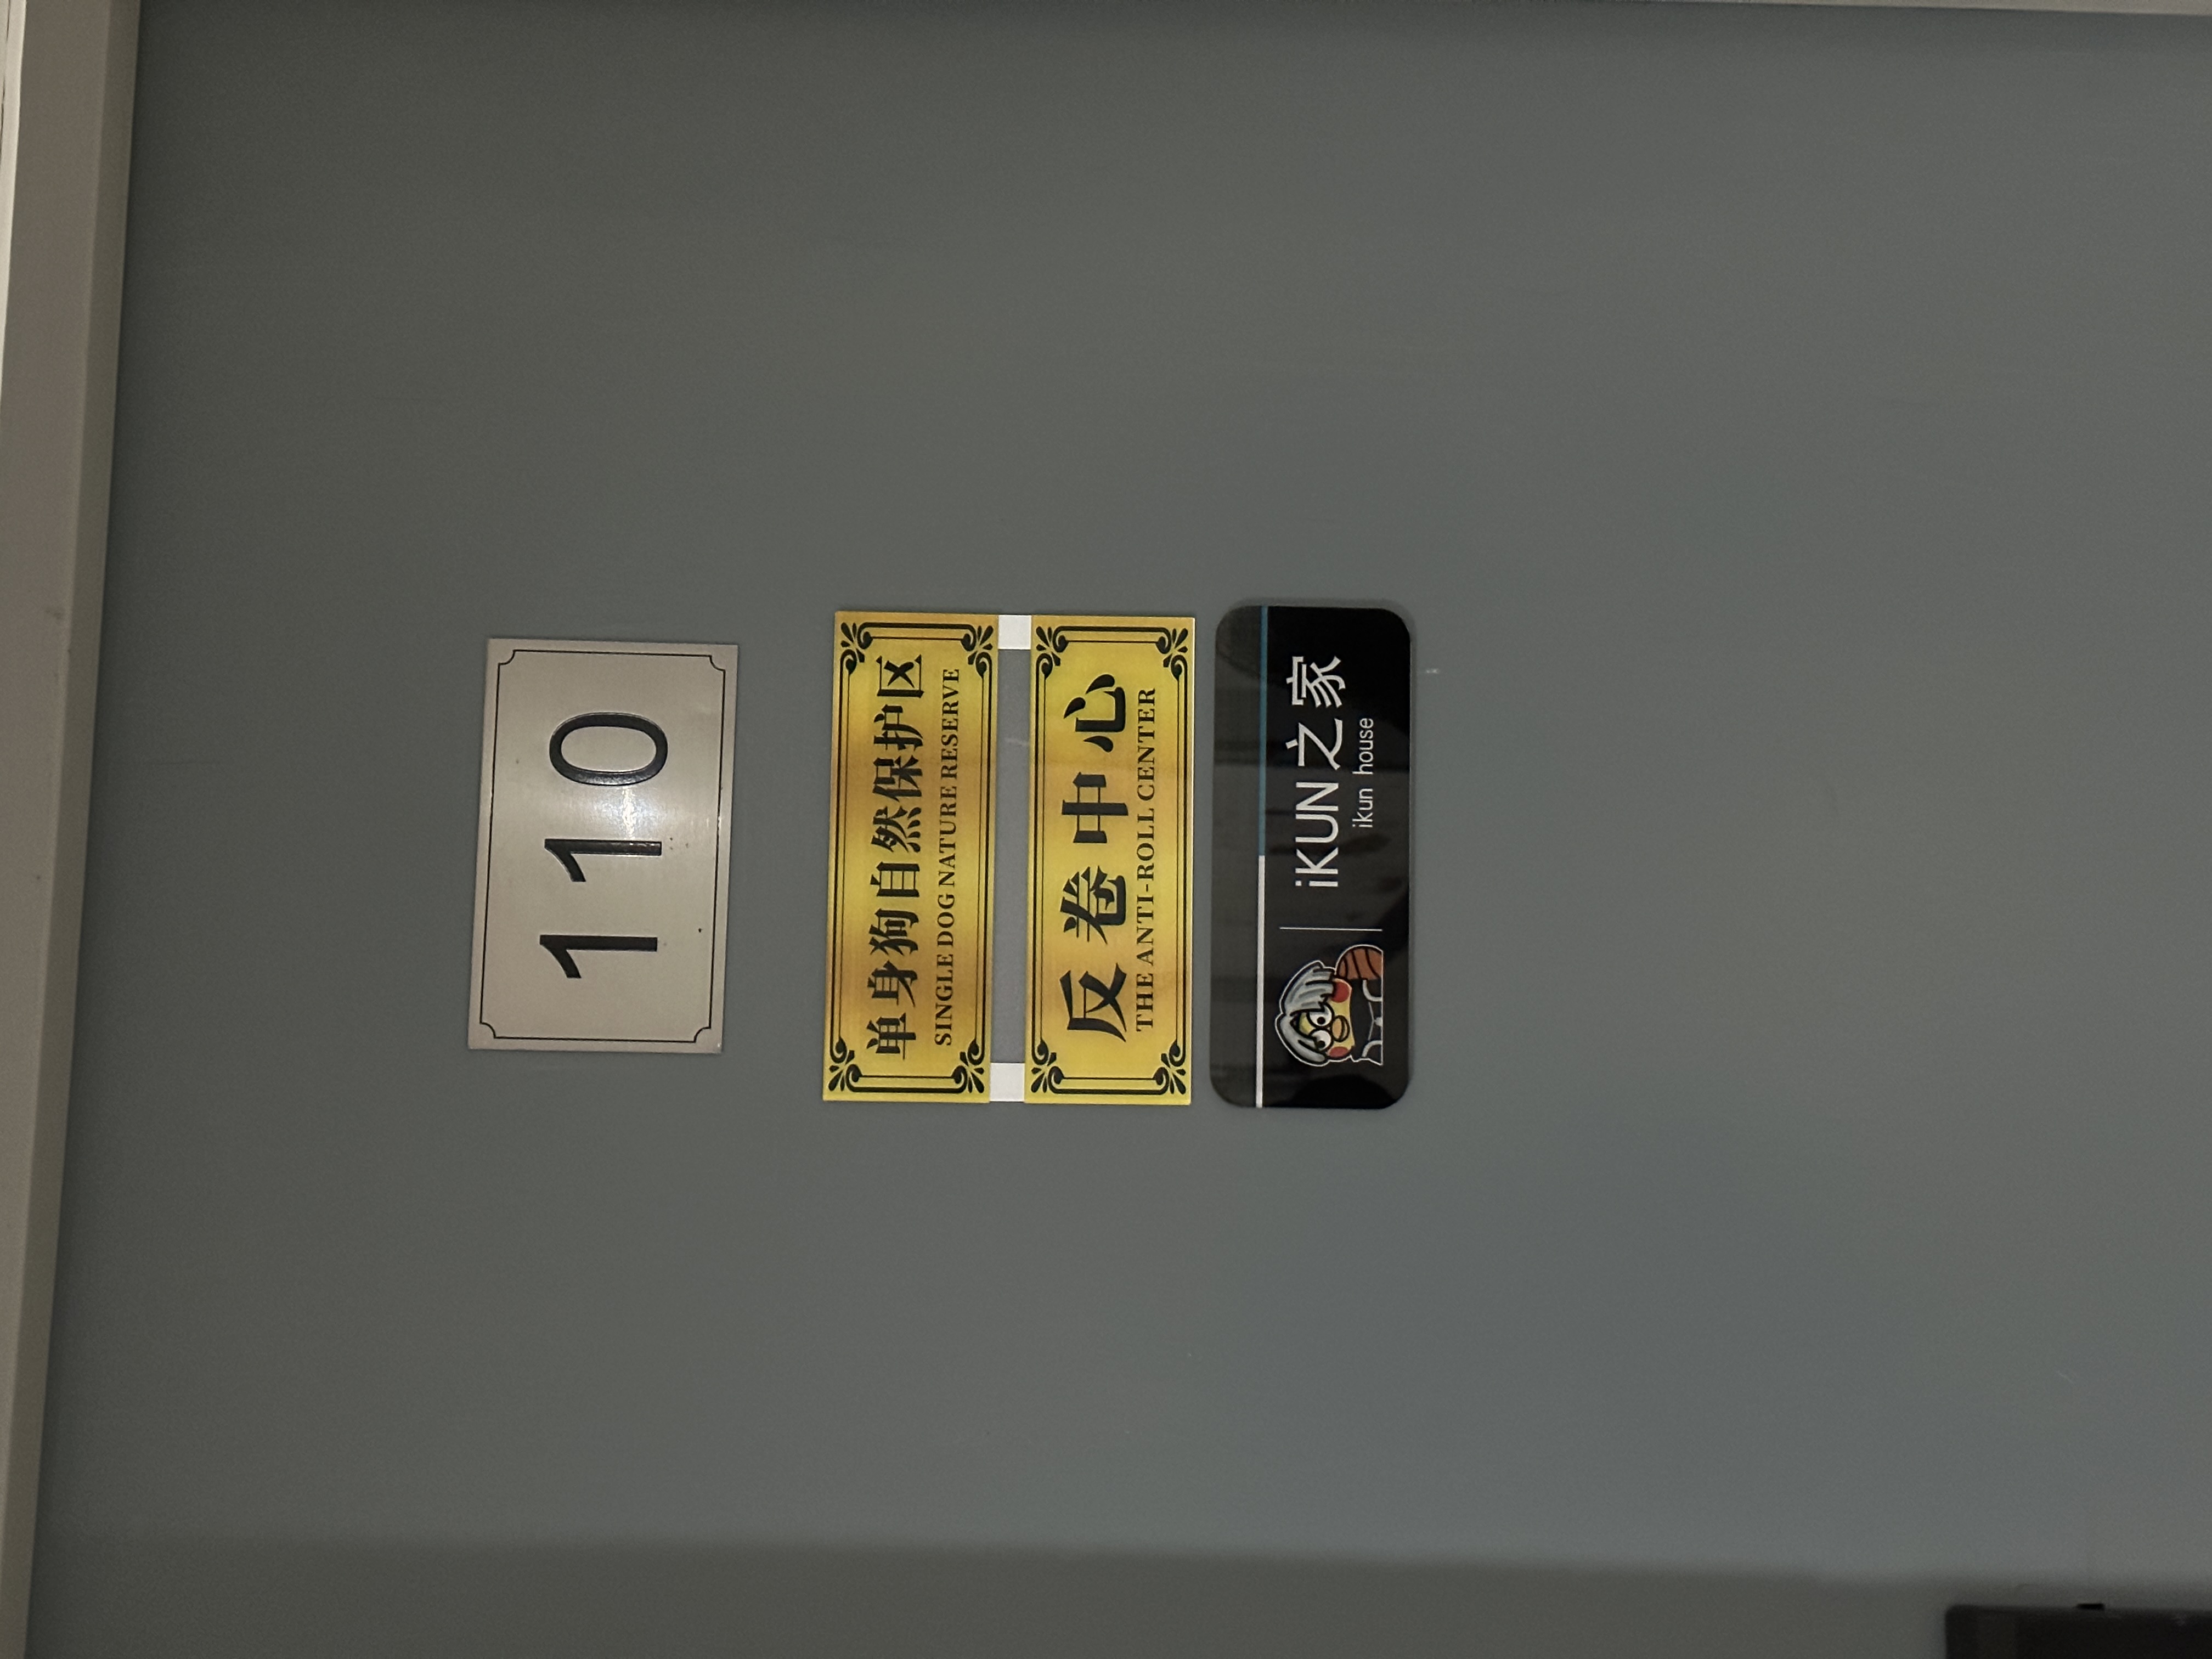 110
单身狗自然保护区
SINGLE DOG NATURE RESERVE
反卷中心
THE ANTI-ROLL CENTER
iKUN之家
ikun house